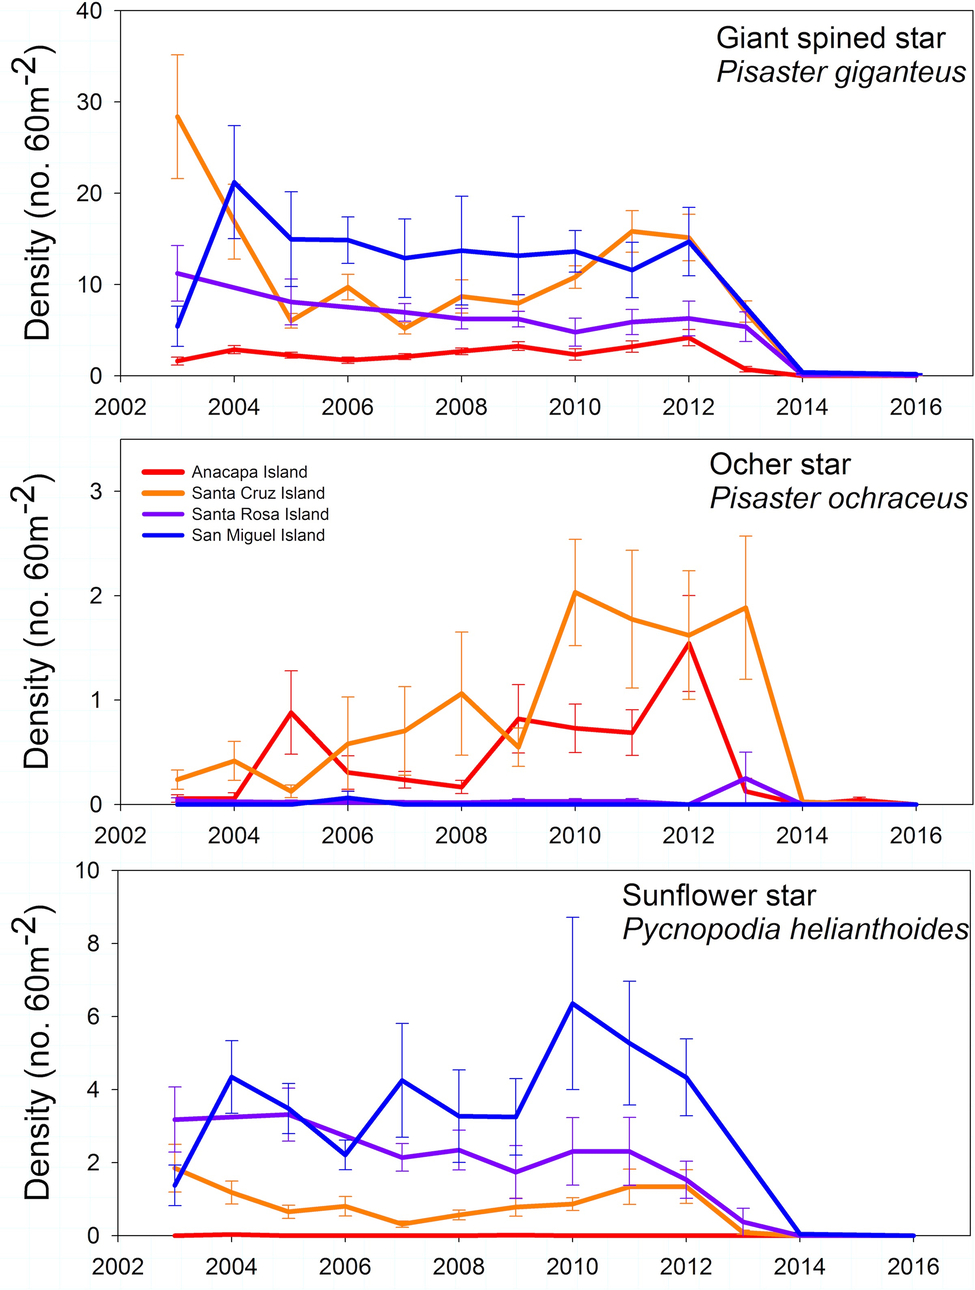 Giant spined star
Pisaster giganteus
Density (no. 60m-2)
40
30
20
10
0
2002 2004 2006 2008 2010 2012 2014 2016
Ocher star
Pisaster ochraceus
Anacapa Island
Santa Cruz Island
Santa Rosa Island
San Miguel Island
Density (no. 60m-2)
3
2
1
0
2002 2004 2006 2008 2010 2012 2014 2016
Sunflower star
Pycnopodia helianthoides
Density (no. 60m-2)
10
8
6
4
2
0
2002 2004 2006 2008 2010 2012 2014 2016